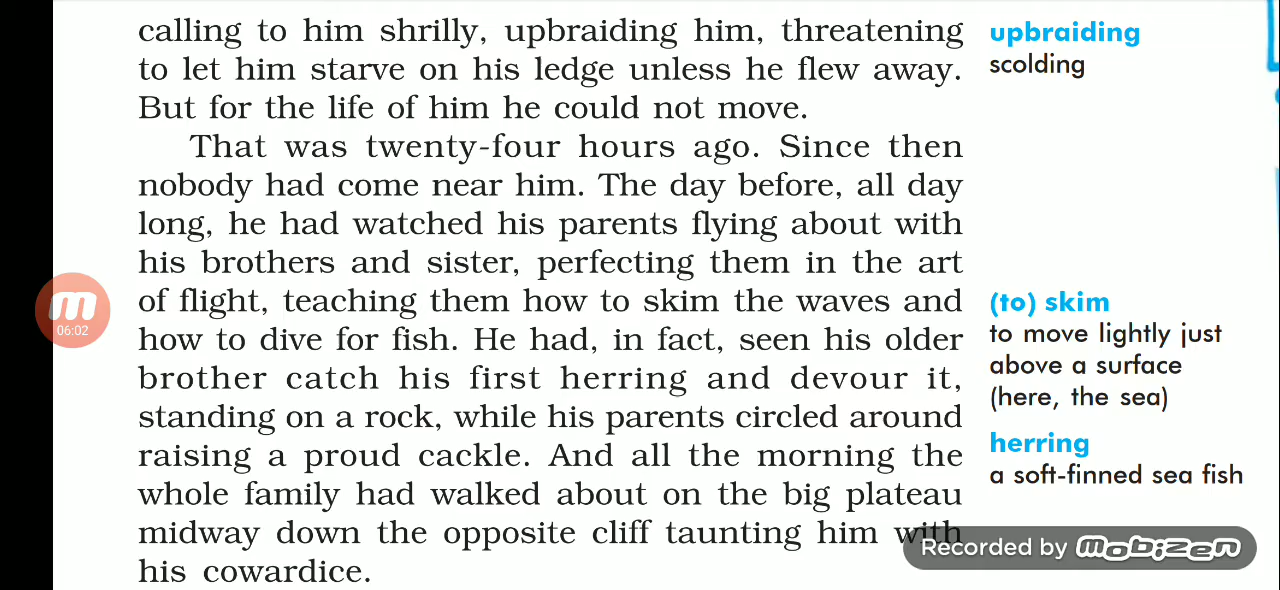 calling to him shrilly, upbraiding him, threatening
to let him starve on his ledge unless he flew away.
But for the life of him he could not move.
That was twenty-four hours ago. Since then
nobody had come near him. The day before, all day
long, he had watched his parents flying about with
his brothers and sister, perfecting them in the art
of flight, teaching them how to skim the waves and
how to dive for fish. He had, in fact, seen his older
brother catch his first herring and devour it,
standing on a rock, while his parents circled around
raising a proud cackle. And all the morning the
whole family had walked about on the big plateau
midway down the opposite cliff taunting him with
his cowardice.
upbraiding
scolding
(to) skim
to move lightly just
above a surface
(here, the sea)
herring
a soft-finned sea fish
m
06:02
Recorded by mobizen